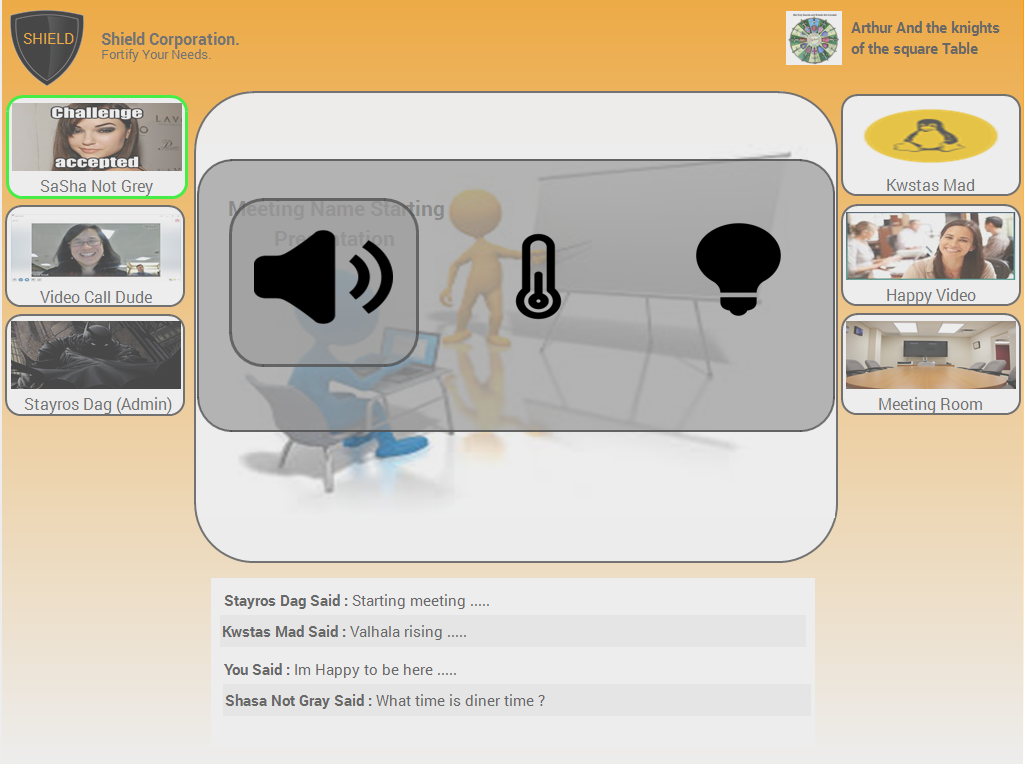 SHIELD
Shield Corporation.
Fortify Your Needs.
Arthur And the knights
of the square Table
Challenge
accepted
SaSha Not Grey
Video Call Dude
Stayros Dag (Admin)
Meeting Name Starting
Presentation
Kwstas Mad
Happy Video
Meeting Room
Stayros Dag Said : Starting meeting .....
Kwstas Mad Said : Valhala rising .....
You Said : Im Happy to be here .....
Shasa Not Gray Said : What time is diner time ?